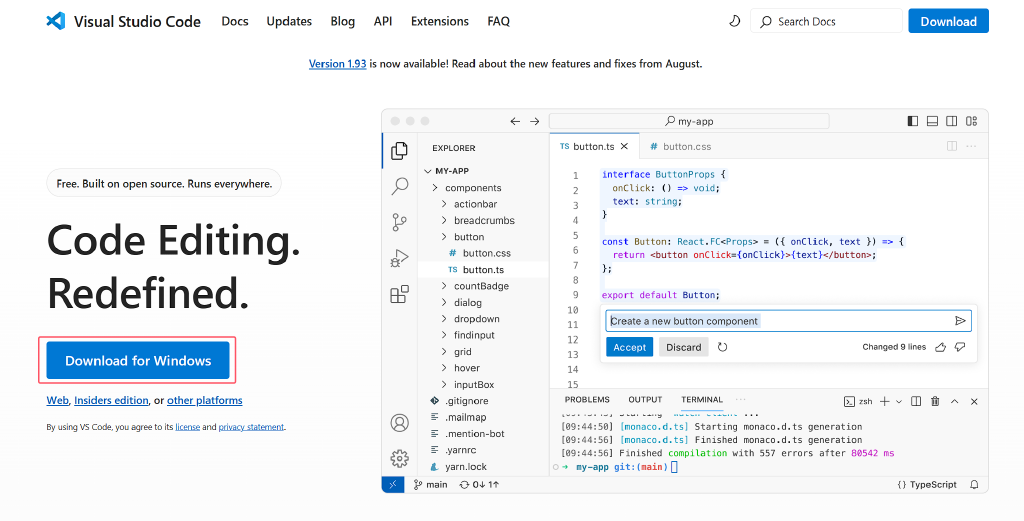 Visual Studio Code Docs Updates Blog API Extensions FAQ Search Docs Download
Version 1.93 is now available! Read about the new features and fixes from August.
Free. Built on open source. Runs everywhere.
Code Editing.
Redefined.
Download for Windows
Web, Insiders edition, or other platforms
By using VS Code, you agree to its license and privacy statement.
my-app
EXPLORER
MY-APP
components
actionbar
breadcrumbs
button
# button.css
TS button.ts
countBadge
dialog
dropdown
findinput
grid
hover
inputBox
.gitignore
.mailmap
.mention-bot
.yarnrc
yarn.lock
TS button.ts # button.css
1 interface ButtonProps {
2 onClick: () => void;
3 text: string;
4 }
5
6 const Button: React.FC<Props> = ({ onClick, text }) => {
7 return <button onClick={onClick}>{text}</button>;
7 };
8
9 export default Button;
10
11
12
13
14
15
Create a new button component
Accept Discard Changed 9 lines
PROBLEMS OUTPUT TERMINAL ... zsh
[09:44:50] [monaco.d.ts] Starting monaco.d.ts generation
[09:44:56] [monaco.d.ts] Finished monaco.d.ts generation
[09:44:56] Finished compilation with 557 errors after 80542 ms
my-app git:(main)
main 0↓ 1↑ {} TypeScript